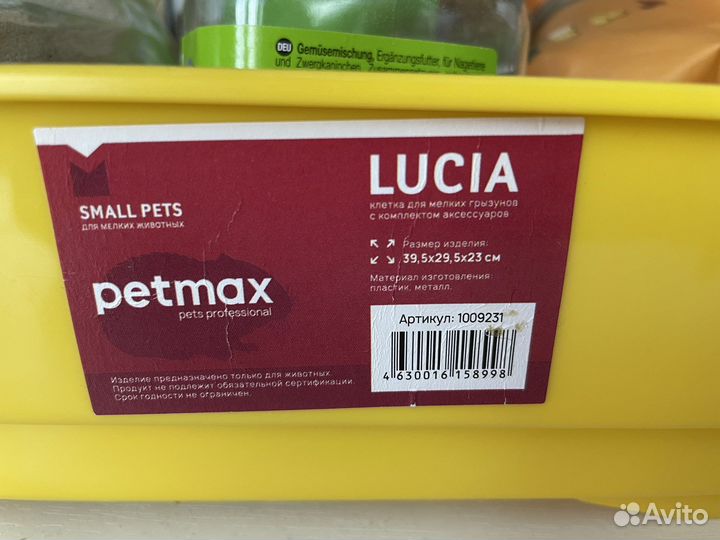 DEU Gemüsemischung, Ergänzungsfutter, für Nagetiere
und Zwergkaninchen.
SMALL PETS
ДЛЯ МЕЛКИХ ЖИВОТНЫХ
petmax
pets professional
LUCIA
клетка для мелких грызунов
с комплектом аксессуаров
Размер изделия:
39,5x29,5x23 см
Материал изготовления:
пластик, металл.
Артикул: 1009231
4 630016 158998
Изделие предназначено только для животных.
Продукт не подлежит обязательной сертификации.
Срок годности не ограничен.
Avito